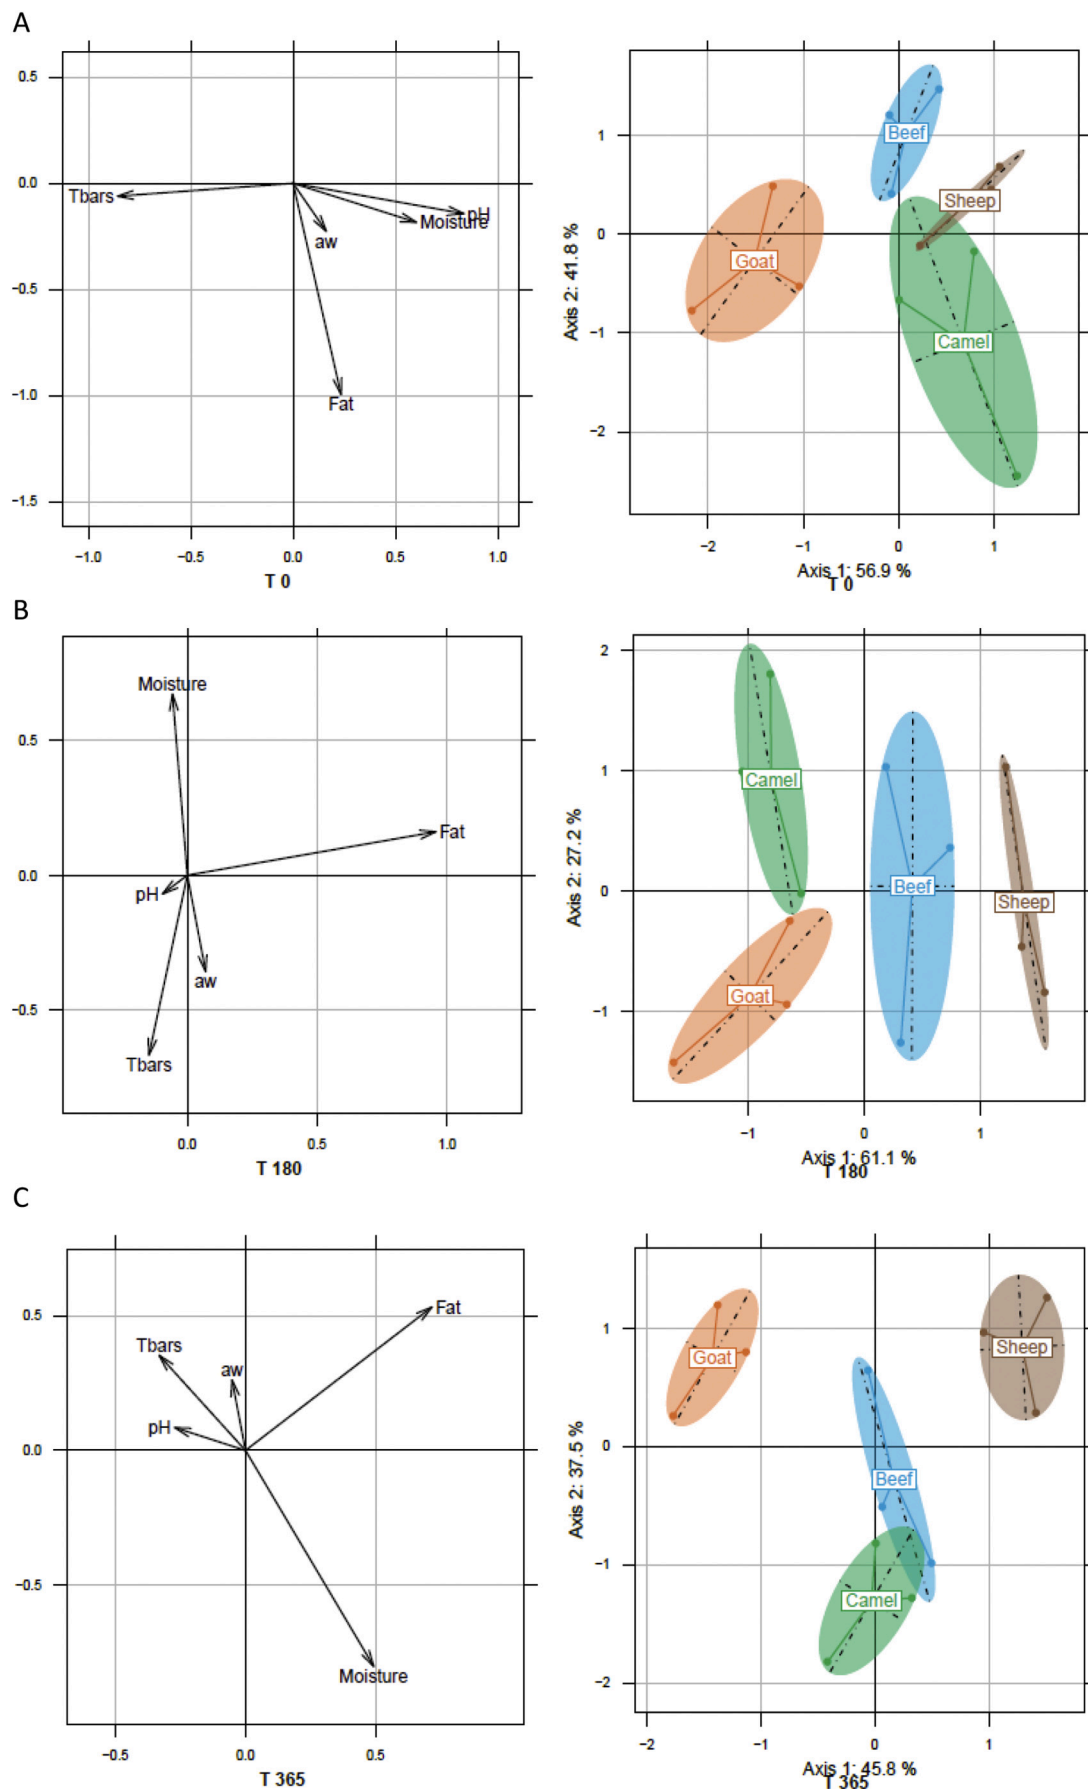 A
0.5
0.0
−0.5
−1.0
−1.5
Tbars
pH
Moisture
aw
Fat
−1.0 −0.5 0.0 0.5 1.0
T 0
Axis 2: 41.8 %
1
0
−1
−2
Beef
Sheep
Goat
Camel
−2 −1 0 1
Axis 1: 56.9 %
T 0
B
0.5
0.0
−0.5
Moisture
Fat
pH
aw
Tbars
0.0 0.5 1.0
T 180
Axis 2: 27.2 %
2
1
0
−1
Camel
Beef
Sheep
Goat
−1 0 1
Axis 1: 61.1 %
T 180
C
0.5
0.0
−0.5
Fat
Tbars
aw
pH
Moisture
−0.5 0.0 0.5
T 365
Axis 2: 37.5 %
1
0
−1
−2
Goat
Sheep
Beef
Camel
−2 −1 0 1
Axis 1: 45.8 %
T 365